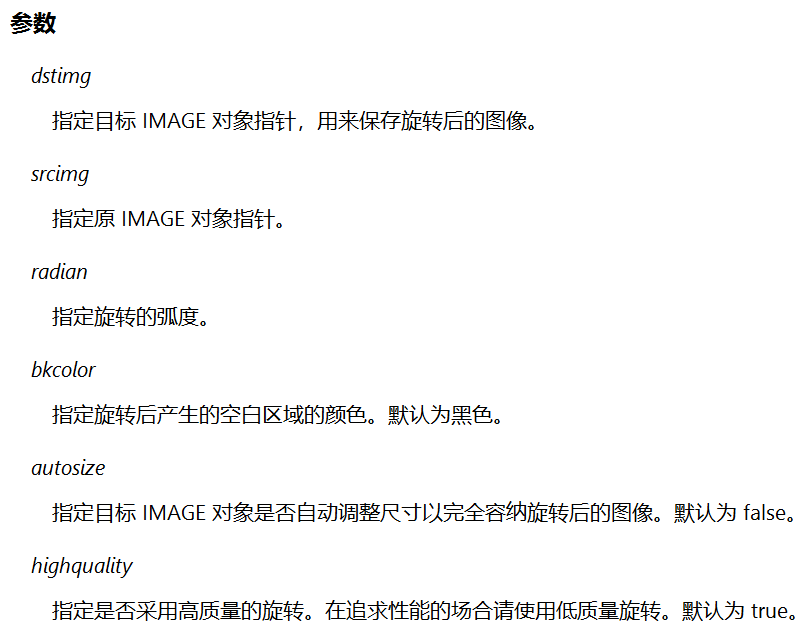 参数
dstimg
指定目标 IMAGE 对象指针，用来保存旋转后的图像。
srcimg
指定原 IMAGE 对象指针。
radian
指定旋转的弧度。
bkcolor
指定旋转后产生的空白区域的颜色。默认为黑色。
autosize
指定目标 IMAGE 对象是否自动调整尺寸以完全容纳旋转后的图像。默认为 false。
highquality
指定是否采用高质量的旋转。在追求性能的场合请使用低质量旋转。默认为 true。